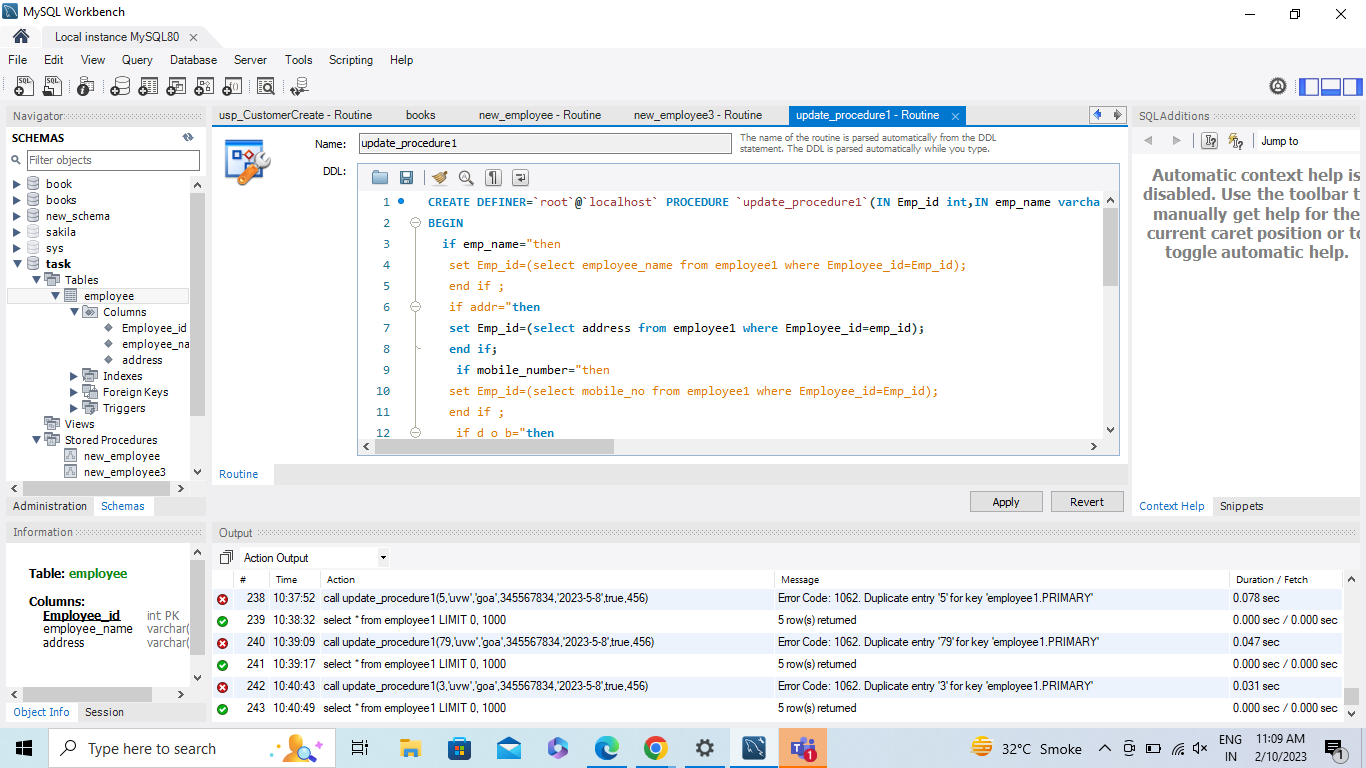 MySQL Workbench
Local instance MySQL80
File Edit View Query Database Server Tools Scripting Help
Navigator
SCHEMAS
Filter objects
book
books
new_schema
sakila
sys
task
Tables
employee
Columns
Employee_id
employee_na
address
Indexes
Foreign Keys
Triggers
Views
Stored Procedures
new_employee
new_employee3
Administration Schemas
Information
Table: employee
Columns:
Employee_id int PK
employee_name varchar(
address varchar(
Object Info Session
usp_CustomerCreate - Routine books new_employee - Routine new_employee3 - Routine update_procedure1 - Routine
Name: update_procedure1
The name of the routine is parsed automatically from the DDL
statement. The DDL is parsed automatically while you type.
DDL:
1 CREATE DEFINER=`root`@`localhost` PROCEDURE `update_procedure1`(IN Emp_id int,IN emp_name varcha
2 BEGIN
3 if emp_name="then
4 set Emp_id=(select employee_name from employee1 where Employee_id=Emp_id);
5 end if ;
6 if addr="then
7 set Emp_id=(select address from employee1 where Employee_id=emp_id);
8 end if;
9 if mobile_number="then
10 set Emp_id=(select mobile_no from employee1 where Employee_id=Emp_id);
11 end if ;
12 if d_o_b="then
Routine
Apply Revert
SQLAdditions
Jump to
Automatic context help is
disabled. Use the toolbar t
manually get help for the
current caret position or to
toggle automatic help.
Context Help Snippets
Output
Action Output
# Time Action Message Duration / Fetch
238 10:37:52 call update_procedure1(5,'uvw','goa',345567834,'2023-5-8',true,456) Error Code: 1062. Duplicate entry '5' for key 'employee1.PRIMARY' 0.078 sec
239 10:38:32 select * from employee1 LIMIT 0, 1000 5 row(s) returned 0.000 sec / 0.000 sec
240 10:39:09 call update_procedure1(79,'uvw','goa',345567834,'2023-5-8',true,456) Error Code: 1062. Duplicate entry '79' for key 'employee1.PRIMARY' 0.047 sec
241 10:39:17 select * from employee1 LIMIT 0, 1000 5 row(s) returned 0.000 sec / 0.000 sec
242 10:40:43 call update_procedure1(3,'uvw','goa',345567834,'2023-5-8',true,456) Error Code: 1062. Duplicate entry '3' for key 'employee1.PRIMARY' 0.031 sec
243 10:40:49 select * from employee1 LIMIT 0, 1000 5 row(s) returned 0.000 sec / 0.000 sec
Type here to search
32°C Smoke
ENG
IN
11:09 AM
2/10/2023
1